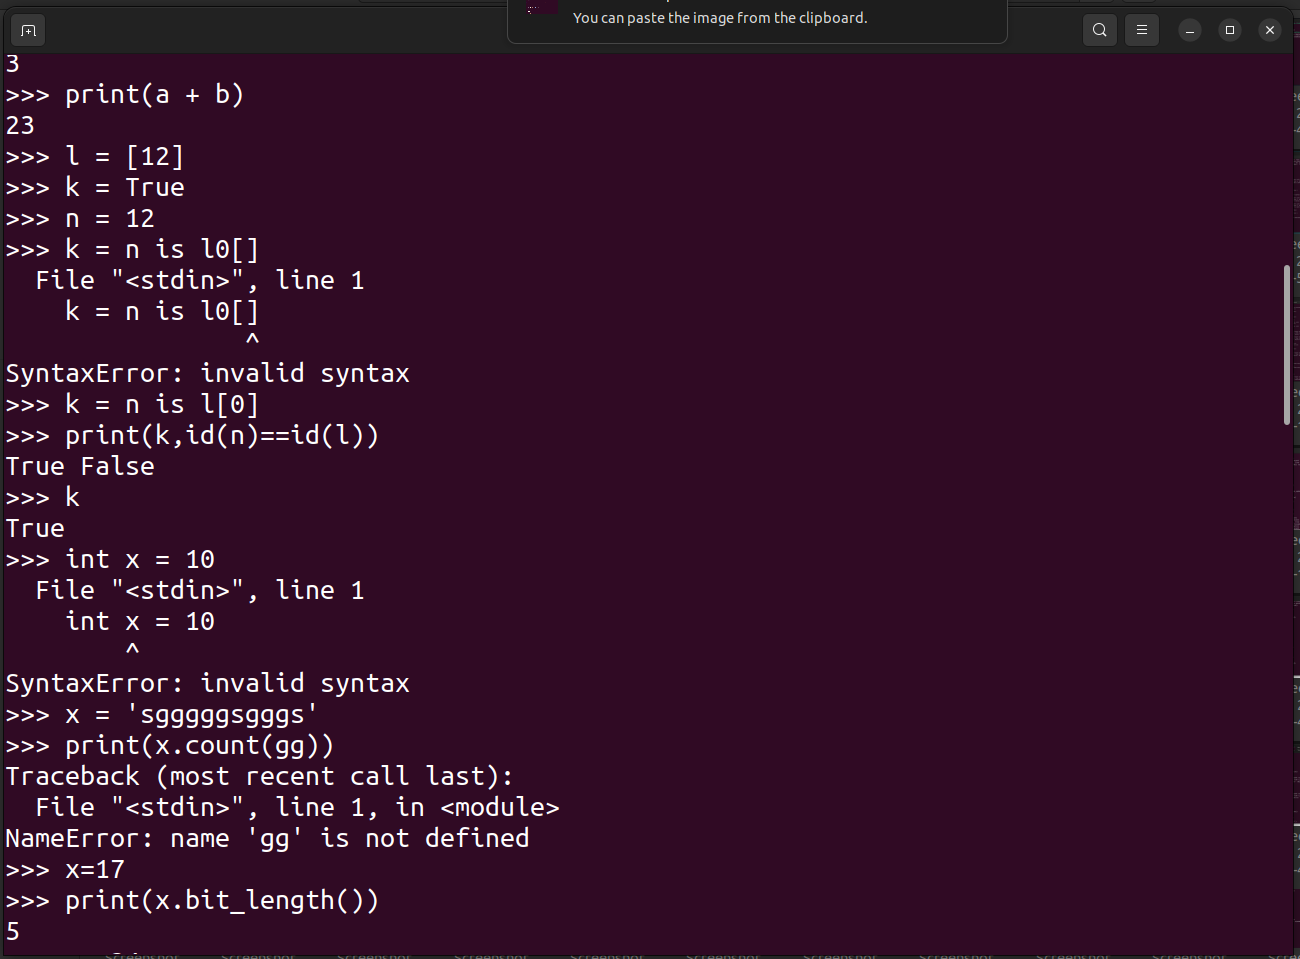 You can paste the image from the clipboard.
3
>>> print(a + b)
23
>>> l = [12]
>>> k = True
>>> n = 12
>>> k = n is l0[]
  File "<stdin>", line 1
    k = n is l0[]
                ^
SyntaxError: invalid syntax
>>> k = n is l[0]
>>> print(k,id(n)==id(l))
True False
>>> k
True
>>> int x = 10
  File "<stdin>", line 1
    int x = 10
        ^
SyntaxError: invalid syntax
>>> x = 'sgggggsgggs'
>>> print(x.count(gg))
Traceback (most recent call last):
  File "<stdin>", line 1, in <module>
NameError: name 'gg' is not defined
>>> x=17
>>> print(x.bit_length())
5